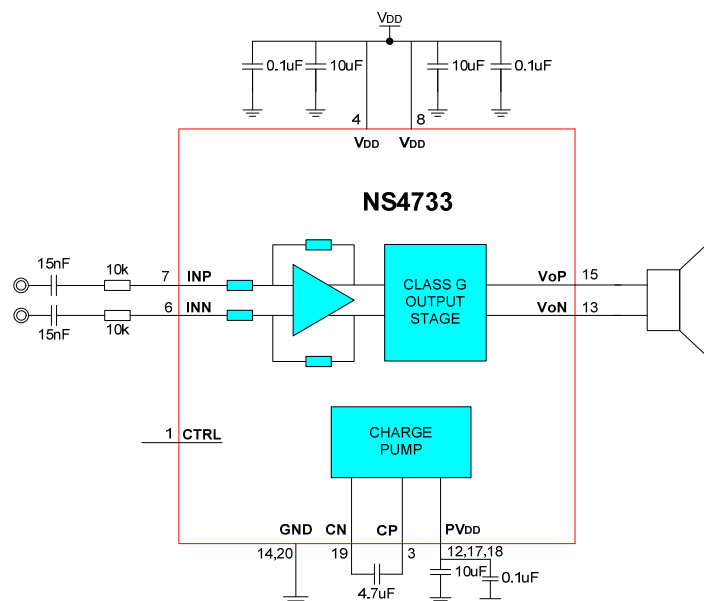 VDD
0.1uF 10uF 10uF 0.1uF
4 8
VDD VDD
NS4733
15nF 10k 7 INP
CLASS G
OUTPUT
STAGE
VoP 15
6 INN
VoN 13
15nF 10k
1 CTRL
CHARGE
PUMP
GND CN CP PVDD
14,20 19 3 12,17,18
4.7uF 10uF 0.1uF